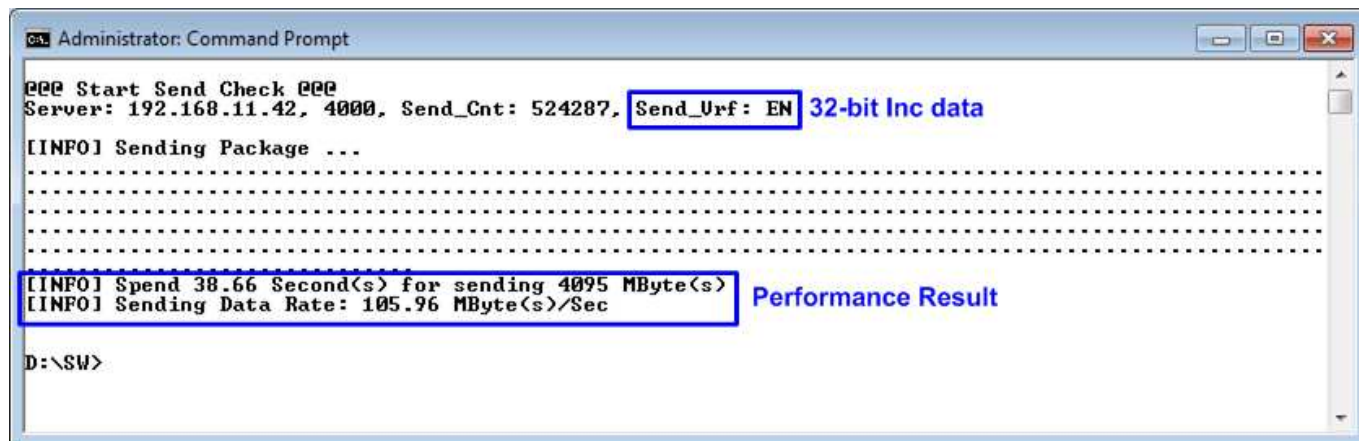 Administrator: Command Prompt
@@@ Start Send Check @@@
Server: 192.168.11.42, 4000, Send_Cnt: 524287, Send_Vrf: EN 32-bit Inc data
[INFO] Sending Package ...
................................................................................
................................................................................
................................................................................
................................................................................
................................................................................
........................
[INFO] Spend 38.66 Second(s) for sending 4095 MByte(s)
[INFO] Sending Data Rate: 105.96 MByte(s)/Sec
Performance Result
D:\SW>